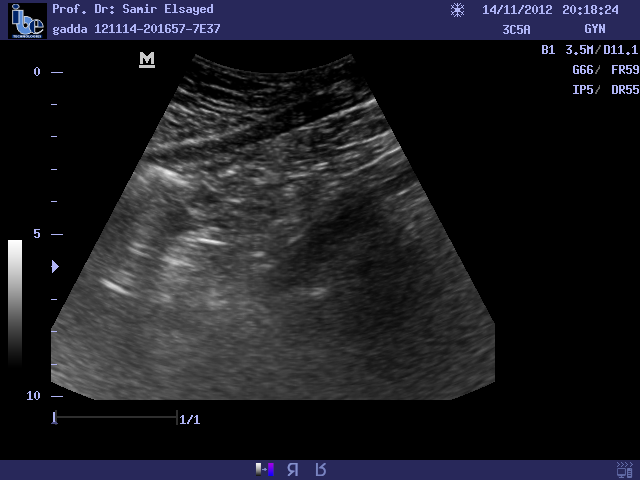 Prof. Dr: Samir Elsayed
14/11/2012 20:18:24
gadda 121114-201657-7E37
3C5A
GYN
B1 3.5M/D11.1
G66/ FR59
IP5/ DR55
M
0
5
10
1/1